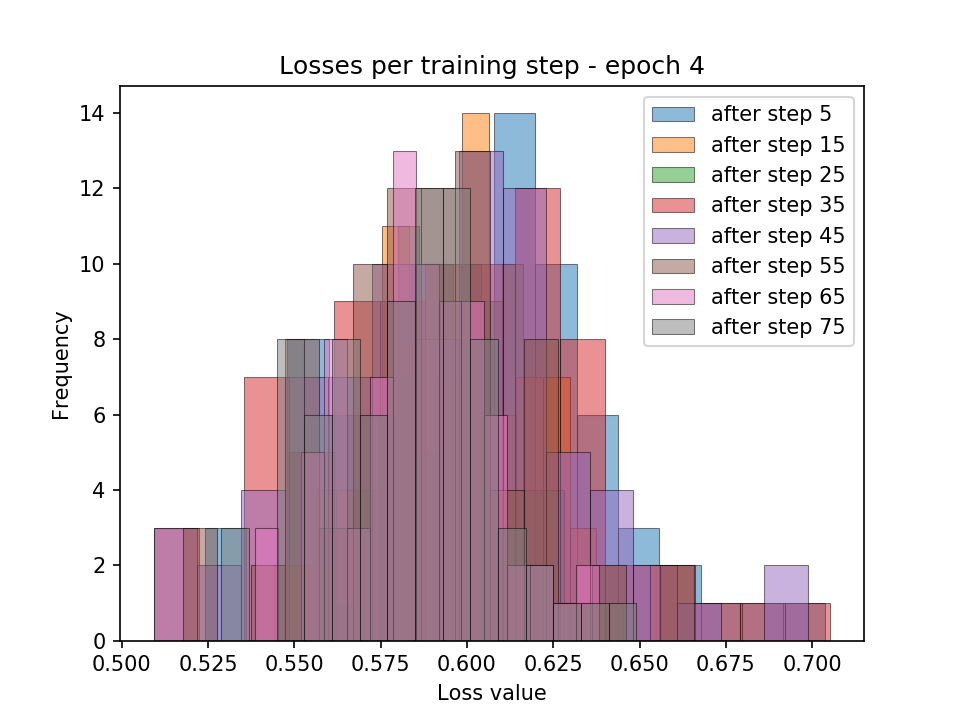 Losses per training step - epoch 4
14
12
10
8
6
4
2
0
Frequency
after step 5
after step 15
after step 25
after step 35
after step 45
after step 55
after step 65
after step 75
0.500 0.525 0.550 0.575 0.600 0.625 0.650 0.675 0.700
Loss value